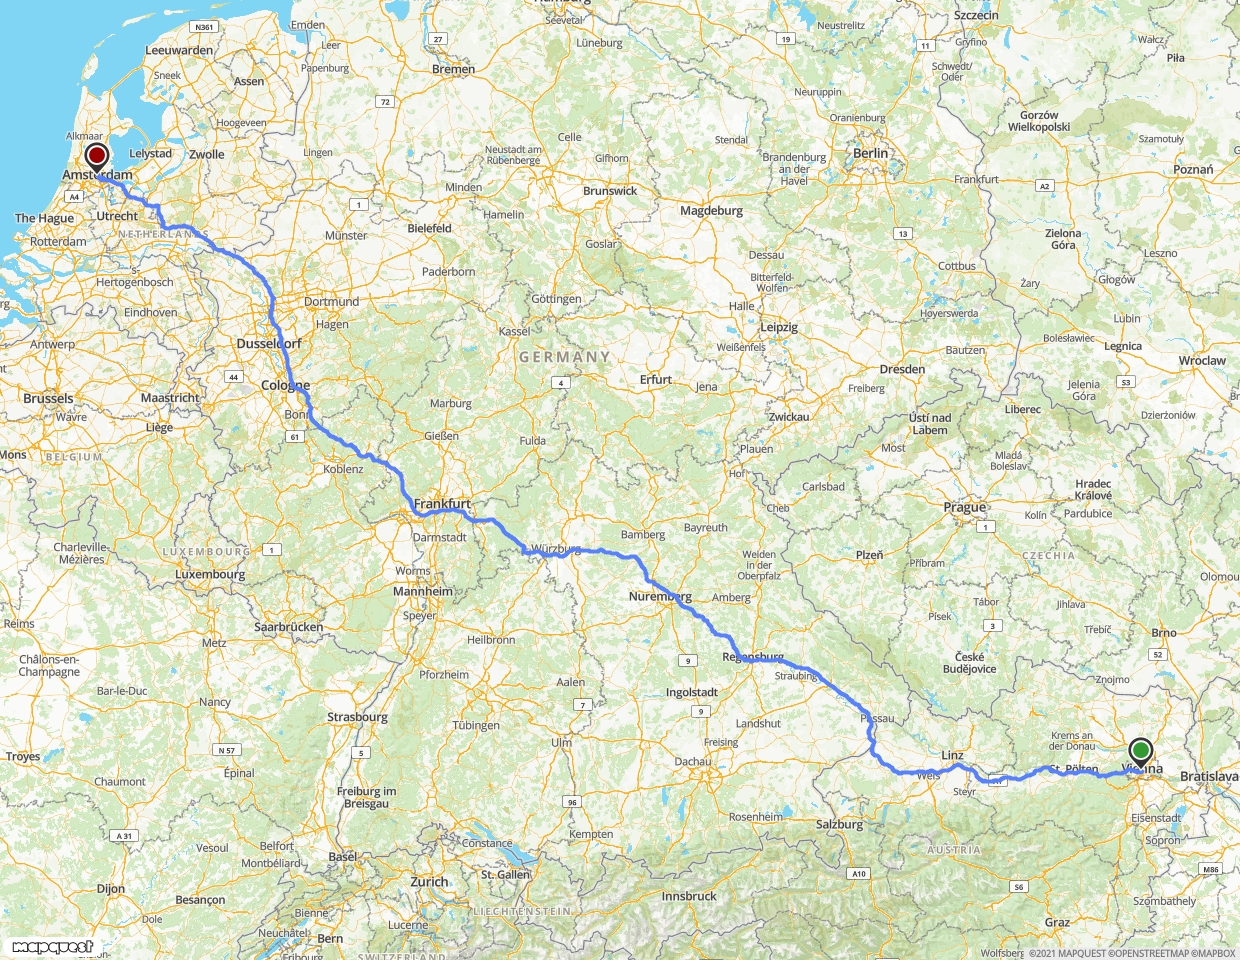 N361
Emden
Hamburg
Seevetal
Szczecin
Leeuwarden
Leer
27
Lüneburg
19
Neustrelitz
11
Gryfino
Wałcz
Piła
Sneek
Assen
Papenburg
Bremen
Schwedt/
Oder
72
Neuruppin
Hoogeveen
Oranienburg
Gorzów
Wielkopolski
Alkmaar
Celle
Stendal
Szamotuły
Lelystad
Zwolle
Lingen
Neustadt am
Rübenberge
Gifhorn
Brandenburg
an der
Havel
Berlin
Poznań
Amsterdam
A4
Minden
Brunswick
Frankfurt
A2
1
Hamelin
Magdeburg
The Hague
Utrecht
NETHERLANDS
Münster
Bielefeld
13
Zielona
Góra
Rotterdam
Goslar
Dessau
Leszno
's-
Hertogenbosch
Paderborn
Bitterfeld-
Wolfen
Cottbus
Żary
Głogów
Dortmund
Göttingen
Halle
Hoyerswerda
Eindhoven
Hagen
Kassel
Leipzig
Lubin
Antwerp
Dusseldorf
GERMANY
Weißenfels
Bautzen
Bolesławiec
Legnica
Wroclaw
44
Cologne
4
Erfurt
Jena
Dresden
Freiberg
Jelenia
Góra
S3
Brussels
Maastricht
Wavre
Bonn
Marburg
Zwickau
Ústí nad
Labem
Liberec
Dzierżoniów
Liège
61
Gießen
Fulda
Plauen
Most
Mladá
Boleslav
Mons
BELGIUM
Koblenz
Hof
Carlsbad
Hradec
Králové
Frankfurt
Cheb
Prague
Kolín
Pardubice
1
Darmstadt
Bamberg
Bayreuth
Charleville-
Mézières
LUXEMBOURG
1
Würzburg
Weiden
in der
Oberpfalz
Plzeň
Příbram
CZECHIA
Luxembourg
Worms
Mannheim
Nuremberg
Amberg
Tábor
Jihlava
Olomouc
Reims
Saarbrücken
Speyer
Písek
3
Třebíč
Brno
Metz
Heilbronn
9
Regensburg
České
Budějovice
52
Châlons-en-
Champagne
Pforzheim
Aalen
Ingolstadt
Straubing
Znojmo
Bar-le-Duc
Nancy
7
9
Strasbourg
Tübingen
Landshut
Passau
Troyes
N 57
5
Ulm
Freising
Krems an
der Donau
Épinal
Dachau
Linz
St. Pölten
Vienna
Chaumont
Freiburg im
Breisgau
96
Wels
Steyr
Bratislava
A 31
Vesoul
Belfort
Montbéliard
Kempten
Rosenheim
Salzburg
Eisenstadt
Sopron
Basel
Constance
AUSTRIA
Dijon
Besançon
Zurich
St. Gallen
Innsbruck
A10
S6
M86
Szombathely
Dole
Bienne
Lucerne
LIECHTENSTEIN
Graz
Neuchâtel
Bern
Fribourg
SWITZERLAND
Wolfsberg
mapquest
©2021 MAPQUEST ©OPENSTREETMAP ©MAPBOX